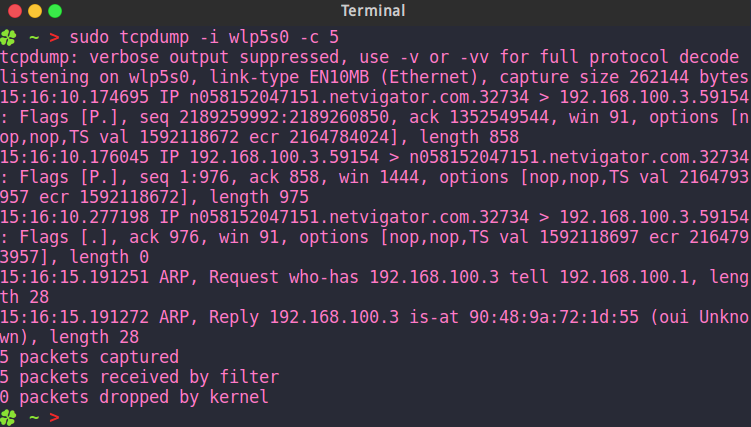 Terminal
~ > sudo tcpdump -i wlp5s0 -c 5
tcpdump: verbose output suppressed, use -v or -vv for full protocol decode
listening on wlp5s0, link-type EN10MB (Ethernet), capture size 262144 bytes
15:16:10.174695 IP n058152047151.netvigator.com.32734 > 192.168.100.3.59154
: Flags [P.], seq 2189259992:2189260850, ack 1352549544, win 91, options [n
op,nop,TS val 1592118672 ecr 2164784024], length 858
15:16:10.176045 IP 192.168.100.3.59154 > n058152047151.netvigator.com.32734
: Flags [P.], seq 1:976, ack 858, win 1444, options [nop,nop,TS val 2164793
957 ecr 1592118672], length 975
15:16:10.277198 IP n058152047151.netvigator.com.32734 > 192.168.100.3.59154
: Flags [.], ack 976, win 91, options [nop,nop,TS val 1592118697 ecr 216479
3957], length 0
15:16:15.191251 ARP, Request who-has 192.168.100.3 tell 192.168.100.1, leng
th 28
15:16:15.191272 ARP, Reply 192.168.100.3 is-at 90:48:9a:72:1d:55 (oui Unkno
wn), length 28
5 packets captured
5 packets received by filter
0 packets dropped by kernel
~ >